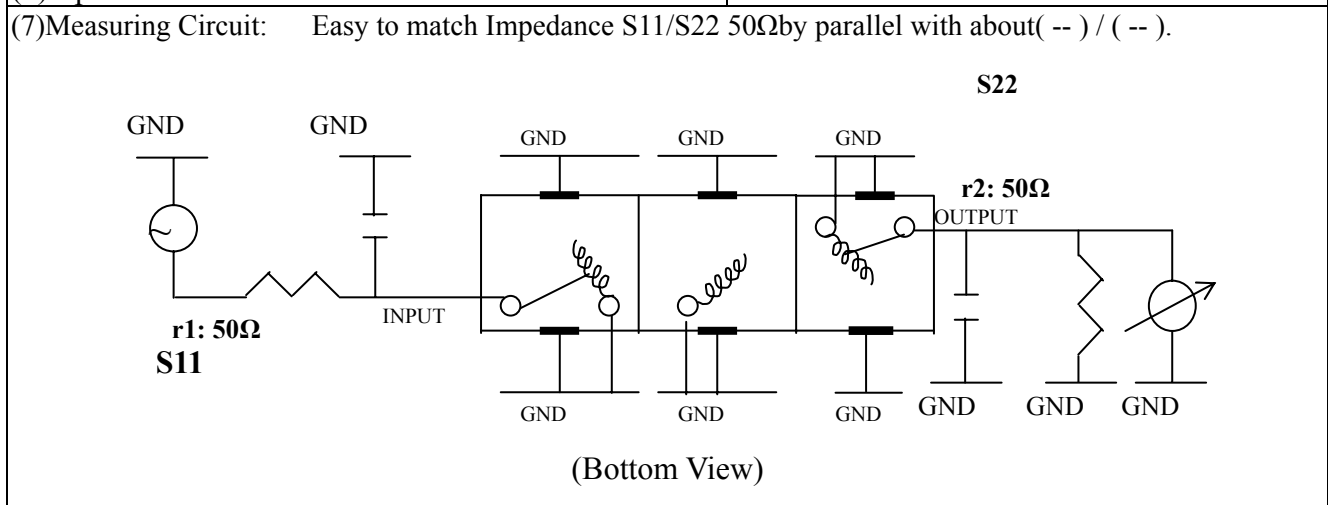 (7)Measuring Circuit: Easy to match Impedance S11/S22 50Ωby parallel with about( -- ) / ( -- ).
S22
GND GND GND GND GND
r2: 50Ω
OUTPUT
INPUT
r1: 50Ω
S11
GND GND GND GND GND GND
(Bottom View)